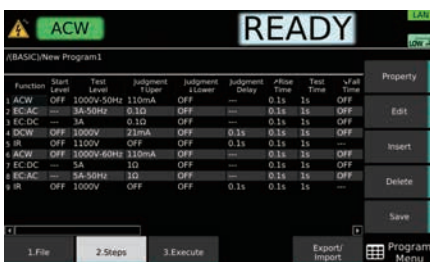 ACW
READY
LAN
LOW
/(BASIC)/New Program1
Function Start Level Test Level Judgment ↑Uper Judgment ↓Lower Judgment Delay ↗Rise Time Test Time ↘Fall Time
1 ACW OFF 1000V-50Hz 110mA OFF --- 0.1s 1s OFF
2 EC:AC --- 3A-50Hz 0.1Ω OFF --- 0.1s 1s OFF
3 EC:DC --- 3A 0.1Ω OFF --- 0.1s 1s OFF
4 DCW OFF 1000V 21mA OFF 0.1s 0.1s 1s OFF
5 IR OFF 1100V OFF OFF 0.1s 0.1s 1s ---
6 ACW OFF 1000V-60Hz 110mA OFF --- 0.1s 1s OFF
7 EC:DC --- 5A 1Ω OFF --- 0.1s 1s OFF
8 EC:AC OFF 5A-50Hz 1Ω OFF --- 0.1s 1s OFF
9 IR OFF 1000V OFF OFF 0.1s 0.1s 1s ---
Property
Edit
Insert
Delete
Save
1.File
2.Steps
3.Execute
Export/
Import
Program
Menu